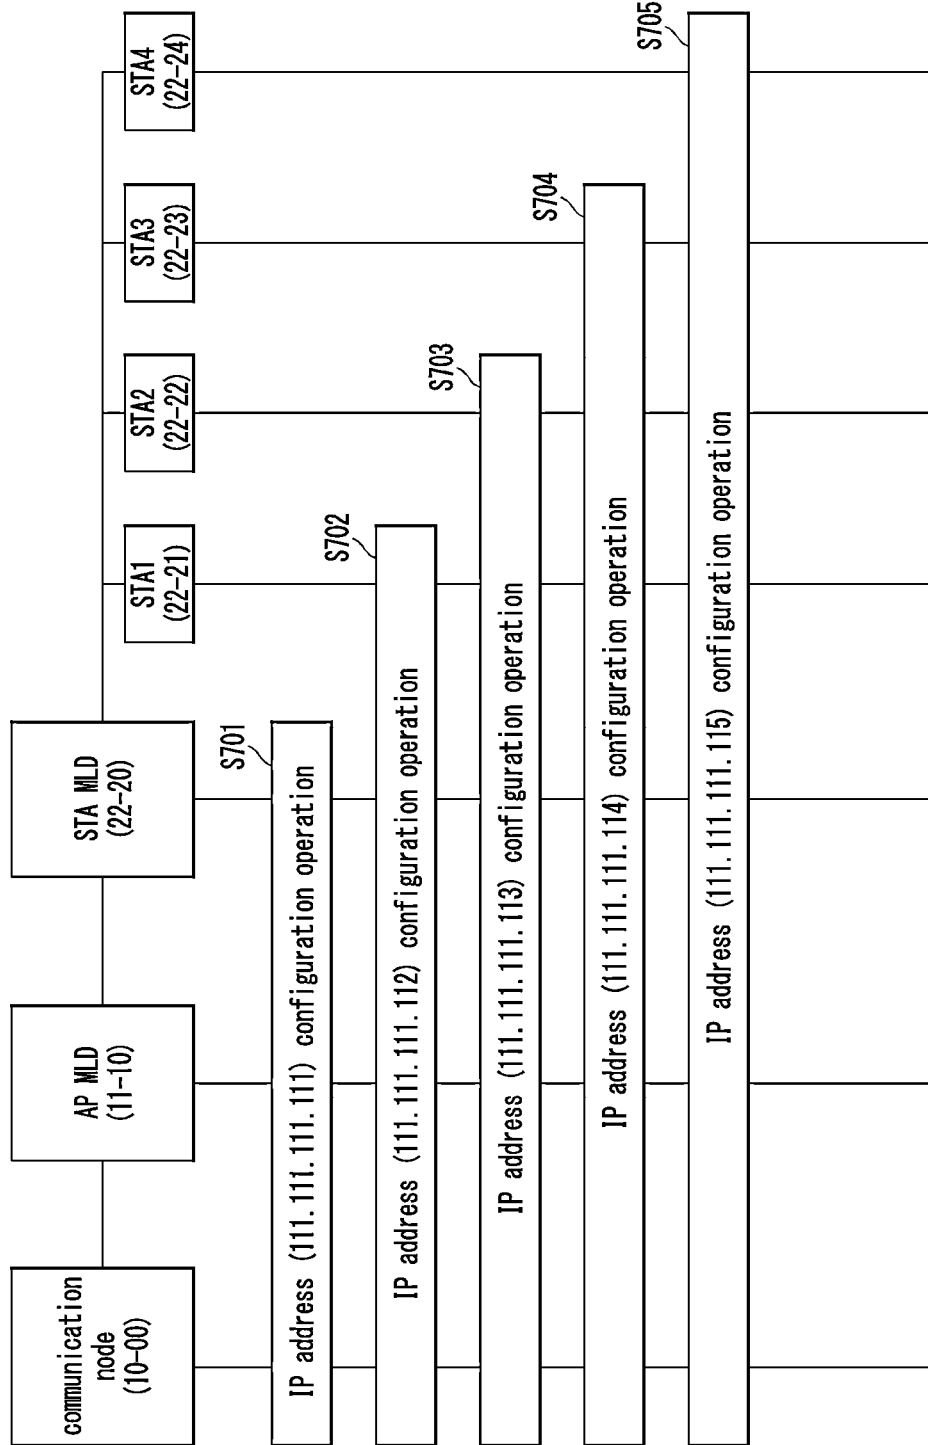 communication
node
(10-00)
AP MLD
(11-10)
STA MLD
(22-20)
STA1
(22-21)
STA2
(22-22)
STA3
(22-23)
STA4
(22-24)
S701
IP address (111.111.111.111) configuration operation
S702
IP address (111.111.111.112) configuration operation
S703
IP address (111.111.111.113) configuration operation
S704
IP address (111.111.111.114) configuration operation
S705
IP address (111.111.111.115) configuration operation